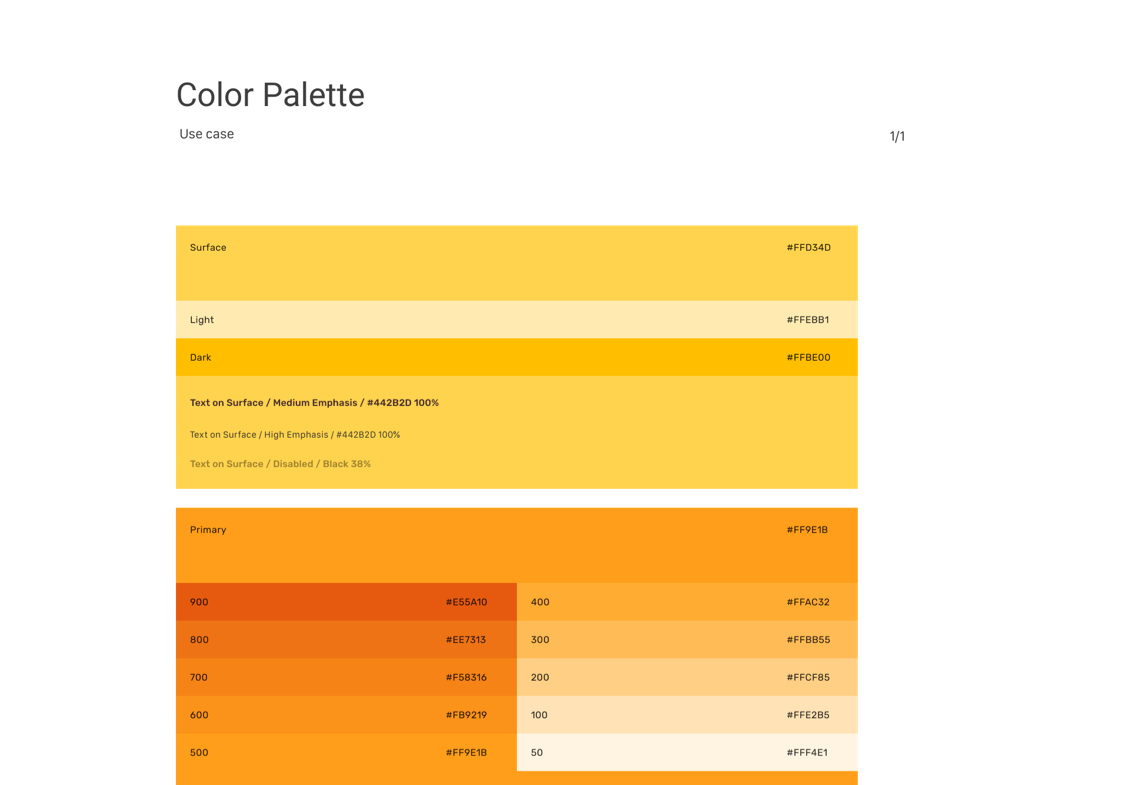 Color Palette
Use case
1/1
Surface #FFD34D
Light #FFEBB1
Dark #FFBE00
Text on Surface / Medium Emphasis / #442B2D 100%
Text on Surface / High Emphasis / #442B2D 100%
Text on Surface / Disabled / Black 38%
Primary #FF9E1B
900 #E55A10 400 #FFAC32
800 #EE7313 300 #FFBB55
700 #F58316 200 #FFCF85
600 #FB9219 100 #FFE2B5
500 #FF9E1B 50 #FFF4E1